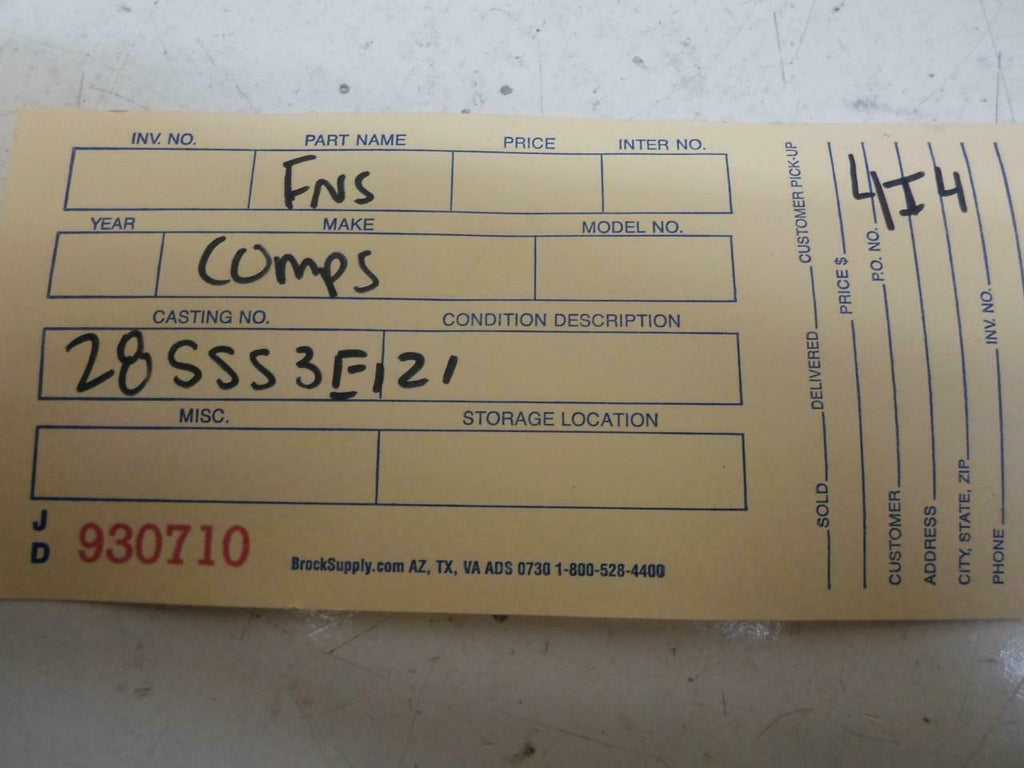 INV. NO. PART NAME PRICE INTER NO.
FNS
YEAR MAKE MODEL NO.
COmpS
CASTING NO. CONDITION DESCRIPTION
28SSS3E121
MISC. STORAGE LOCATION
J
D
930710
BrockSupply.com AZ, TX, VA ADS 0730 1-800-528-4400
SOLD DELIVERED CUSTOMER PICK-UP
PRICE $
P.O. NO.
CUSTOMER
ADDRESS
CITY, STATE, ZIP
PHONE INV. NO.
4I4